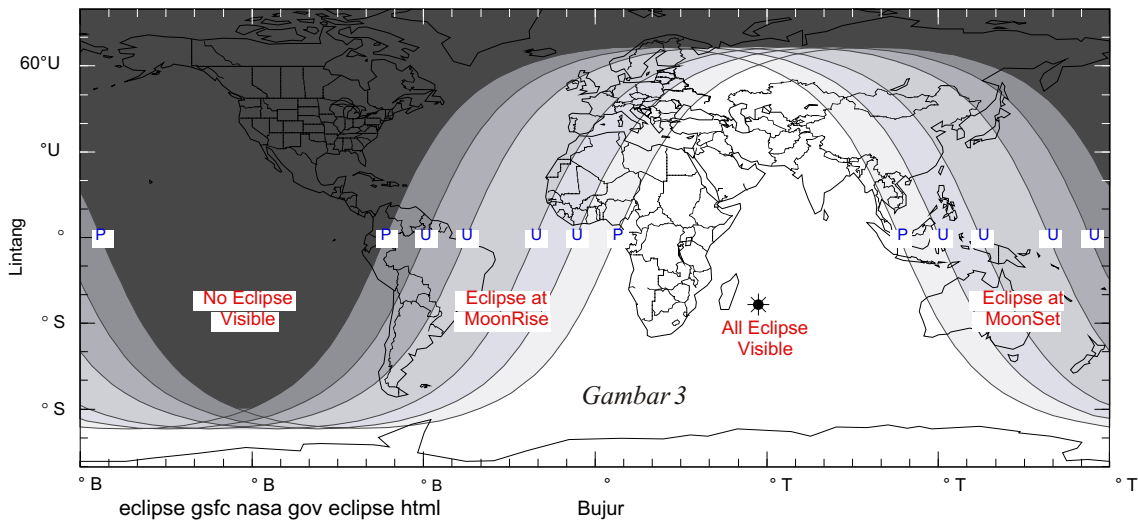 60°U
°U
°
° S
° S
Lintang
P
P
U
U
U
U
P
P
U
U
U
U
No Eclipse
Visible
Eclipse at
MoonRise
All Eclipse
Visible
Eclipse at
MoonSet
Gambar 3
° B
° B
° B
°
° T
° T
° T
eclipse gsfc nasa gov eclipse html
Bujur